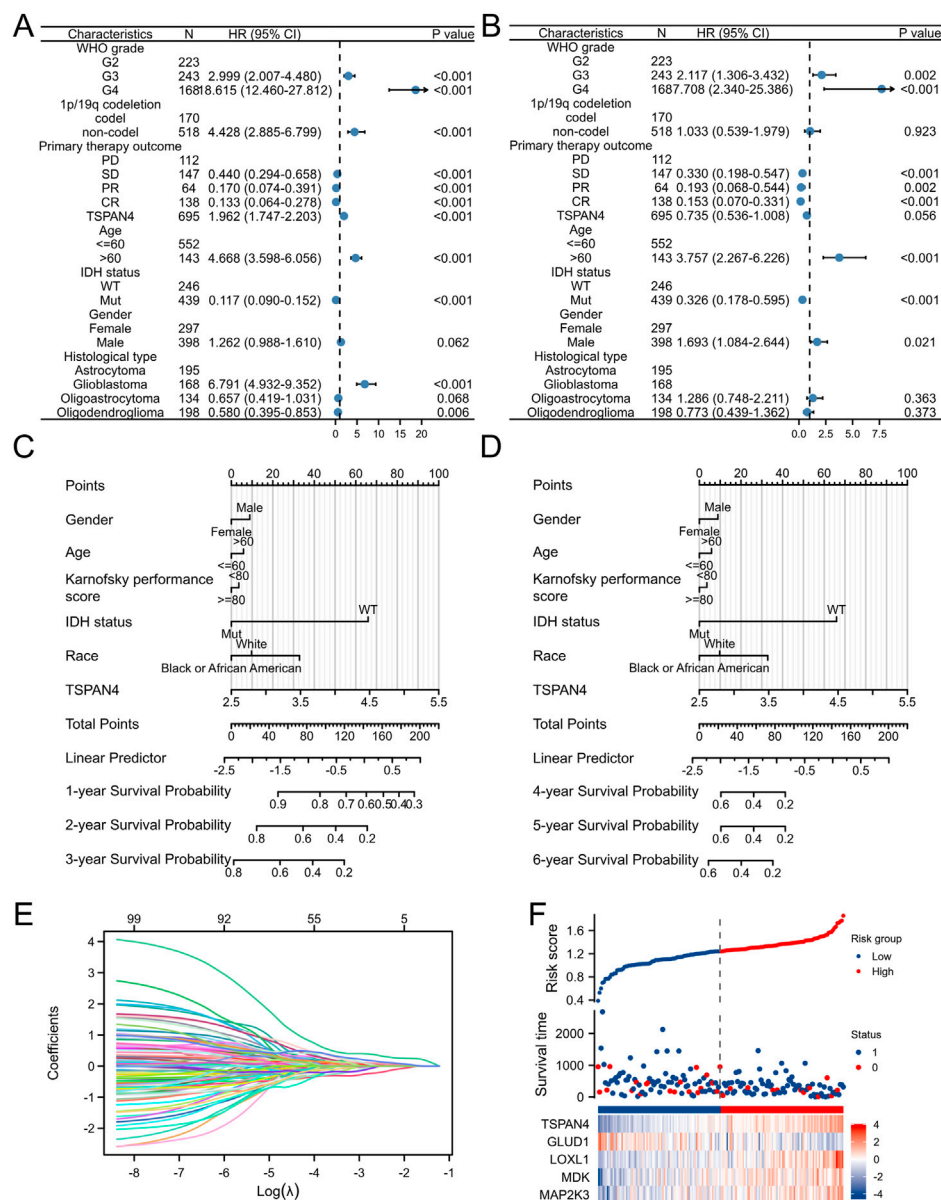 A
Characteristics N HR (95% CI) P value
WHO grade
G2 223
G3 243 2.999 (2.007-4.480) <0.001
G4 168 18.615 (12.460-27.812) <0.001
1p/19q codeletion
codel 170
non-codel 518 4.428 (2.885-6.799) <0.001
Primary therapy outcome
PD 112
SD 147 0.440 (0.294-0.658) <0.001
PR 64 0.170 (0.074-0.391) <0.001
CR 138 0.133 (0.064-0.278) <0.001
TSPAN4 695 1.962 (1.747-2.203) <0.001
Age
<=60 552
>60 143 4.668 (3.598-6.056) <0.001
IDH status
WT 246
Mut 439 0.117 (0.090-0.152) <0.001
Gender
Female 297
Male 398 1.262 (0.988-1.610) 0.062
Histological type
Astrocytoma 195
Glioblastoma 168 6.791 (4.932-9.352) <0.001
Oligoastrocytoma 134 0.657 (0.419-1.031) 0.068
Oligodendroglioma 198 0.580 (0.395-0.853) 0.006
0 5 10 15 20
B
Characteristics N HR (95% CI) P value
WHO grade
G2 223
G3 243 2.117 (1.306-3.432) 0.002
G4 168 7.708 (2.340-25.386) <0.001
1p/19q codeletion
codel 170
non-codel 518 1.033 (0.539-1.979) 0.923
Primary therapy outcome
PD 112
SD 147 0.330 (0.198-0.547) <0.001
PR 64 0.193 (0.068-0.544) 0.002
CR 138 0.153 (0.070-0.331) <0.001
TSPAN4 695 0.735 (0.536-1.008) 0.056
Age
<=60 552
>60 143 3.757 (2.267-6.226) <0.001
IDH status
WT 246
Mut 439 0.326 (0.178-0.595) <0.001
Gender
Female 297
Male 398 1.693 (1.084-2.644) 0.021
Histological type
Astrocytoma 195
Glioblastoma 168
Oligoastrocytoma 134 1.286 (0.748-2.211) 0.363
Oligodendroglioma 198 0.773 (0.439-1.362) 0.373
0.0 2.5 5.0 7.5
C
0 20 40 60 80 100
Points
Male
Gender
Female
>60
Age
<=60
<80
Karnofsky performance
score
>=80
WT
IDH status
Mut
White
Race
Black or African American
TSPAN4
2.5 3.5 4.5 5.5
Total Points
0 40 80 120 160 200
Linear Predictor
-2.5 -1.5 -0.5 0.5
1-year Survival Probability
0.9 0.8 0.7 0.6 0.5 0.4 0.3
2-year Survival Probability
0.8 0.6 0.4 0.2
3-year Survival Probability
0.8 0.6 0.4 0.2
D
0 20 40 60 80 100
Points
Male
Gender
Female
>60
Age
<=60
<80
Karnofsky performance
score
>=80
WT
IDH status
Mut
White
Race
Black or African American
TSPAN4
2.5 3.5 4.5 5.5
Total Points
0 40 80 120 160 200
Linear Predictor
-2.5 -1.5 -0.5 0.5
4-year Survival Probability
0.6 0.4 0.2
5-year Survival Probability
0.6 0.4 0.2
6-year Survival Probability
0.6 0.4 0.2
E
99 92 55 5
Coefficients
4
3
2
1
0
-1
-2
-8 -7 -6 -5 -4 -3 -2 -1
Log(λ)
F
Risk score
1.6
1.2
0.8
0.4
Risk group
Low
High
Survival time
2000
1000
0
Status
1
0
TSPAN4
GLUD1
LOXL1
MDK
MAP2K3
4
2
0
-2
-4